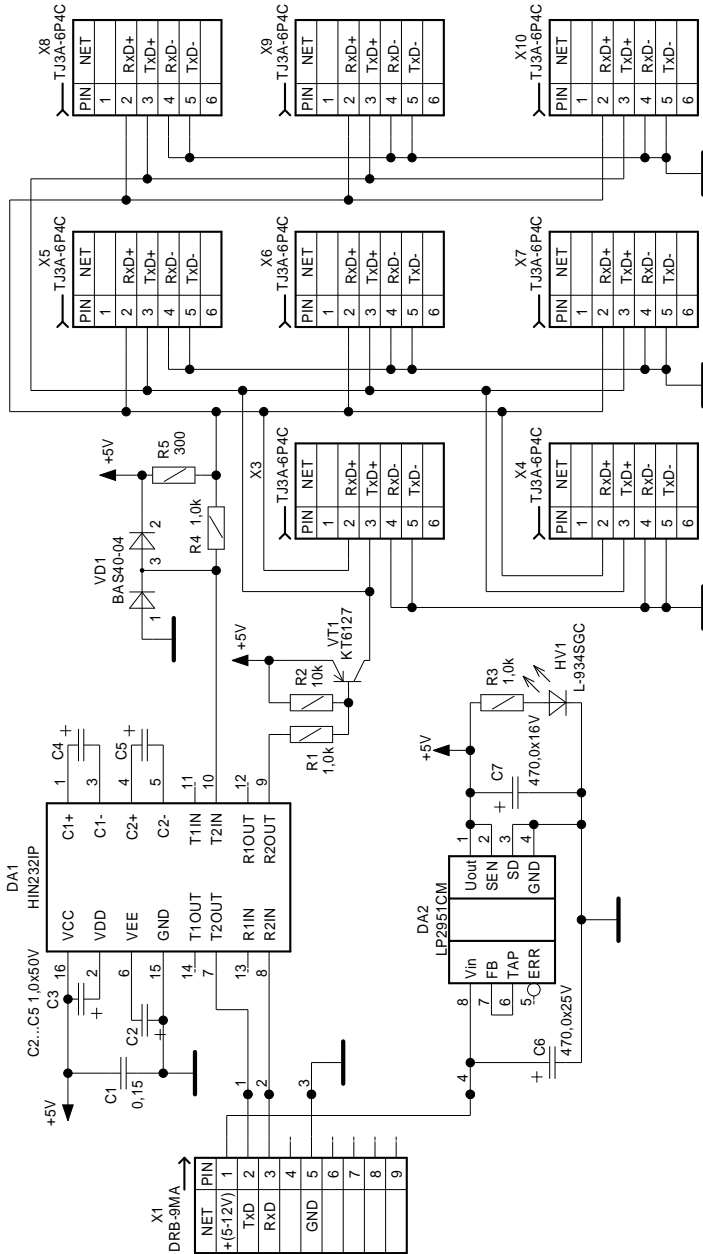 X1
DRB-9MA
NET PIN
+(5-12V) 1
TxD 2
RxD 3
4
GND 5
6
7
8
9
1
2
3
4
+5V
C1
0,15
C2...C5 1,0x50V
C3
+
C2
+
DA1
HIN232IP
16 VCC
2 VDD
6 VEE
15 GND
14 T1OUT
7 T2OUT
13 R1IN
8 R2IN
C1+ 1
C1- 3
C2+ 4
C2- 5
T1IN 11
T2IN 10
R1OUT 12
R2OUT 9
C4
+
C5
+
VD1
BAS40-04
1
3
2
+5V
R5
300
R4 1,0k
+5V
R2
10k
R1
1,0k
VT1
KT6127
C6
470,0x25V
+
DA2
LP2951CM
8 Vin
7 FB
6 TAP
5 ERR
Uout 1
SEN 2
SD 3
GND 4
+5V
C7
470,0x16V
+
R3
1,0k
HV1
L-934SGC
X3
TJ3A-6P4C
PIN NET
1
2 RxD+
3 TxD+
4 RxD-
5 TxD-
6
X4
TJ3A-6P4C
PIN NET
1
2 RxD+
3 TxD+
4 RxD-
5 TxD-
6
X5
TJ3A-6P4C
PIN NET
1
2 RxD+
3 TxD+
4 RxD-
5 TxD-
6
X6
TJ3A-6P4C
PIN NET
1
2 RxD+
3 TxD+
4 RxD-
5 TxD-
6
X7
TJ3A-6P4C
PIN NET
1
2 RxD+
3 TxD+
4 RxD-
5 TxD-
6
X8
TJ3A-6P4C
PIN NET
1
2 RxD+
3 TxD+
4 RxD-
5 TxD-
6
X9
TJ3A-6P4C
PIN NET
1
2 RxD+
3 TxD+
4 RxD-
5 TxD-
6
X10
TJ3A-6P4C
PIN NET
1
2 RxD+
3 TxD+
4 RxD-
5 TxD-
6